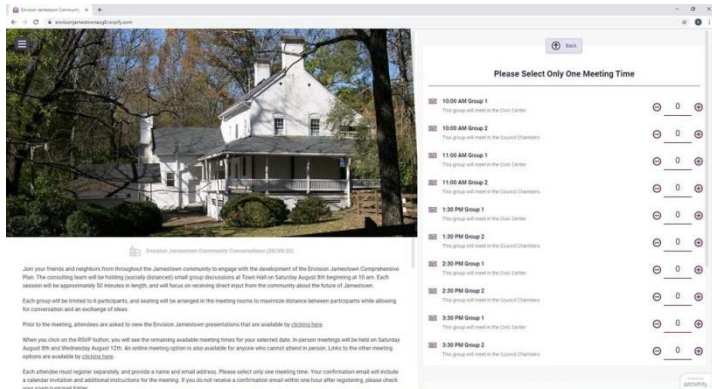 Envision Jamestown Communit
envisionjamestownaug8.rsvpify.com
Back
Please Select Only One Meeting Time
10:00 AM Group 1
This group will meet in the Civic Center
10:00 AM Group 2
This group will meet in the Council Chambers
11:00 AM Group 1
This group will meet in the Civic Center
11:00 AM Group 2
This group will meet in the Council Chambers
1:30 PM Group 1
This group will meet in the Civic Center
1:30 PM Group 2
This group will meet in the Council Chambers
2:30 PM Group 1
This group will meet in the Civic Center
2:30 PM Group 2
This group will meet in the Council Chambers
3:30 PM Group 1
This group will meet in the Civic Center
3:30 PM Group 2
This group will meet in the Council Chambers
0
0
0
0
0
0
0
0
0
0
Envision Jamestown Community Conversations (08/08/20)
Join your friends and neighbors from throughout the Jamestown community to engage with the development of the Envision Jamestown Comprehensive
Plan. The consulting team will be holding (socially distanced) small group discussions at Town Hall on Saturday August 8th beginning at 10 am. Each
session will be approximately 50 minutes in length, and will focus on receiving direct input from the community about the future of Jamestown.
Each group will be limited to 6 participants, and seating will be arranged in the meeting rooms to maximize distance between participants while allowing
for conversation and an exchange of ideas.
Prior to the meeting, attendees are asked to view the Envision Jamestown presentations that are available by clicking here.
When you click on the RSVP button, you will see the remaining available meeting times for your selected date. In-person meetings will be held on Saturday
August 8th and Wednesday August 12th. An online meeting option is also available for anyone who cannot attend in person. Links to the other meeting
options are available by clicking here.
Each attendee must register separately, and provide a name and email address. Please select only one meeting time. Your confirmation email will include
a calendar invitation and additional instructions for the meeting. If you do not receive a confirmation email within one hour after registering, please check
your spam/junkmail folder.
RSVPify